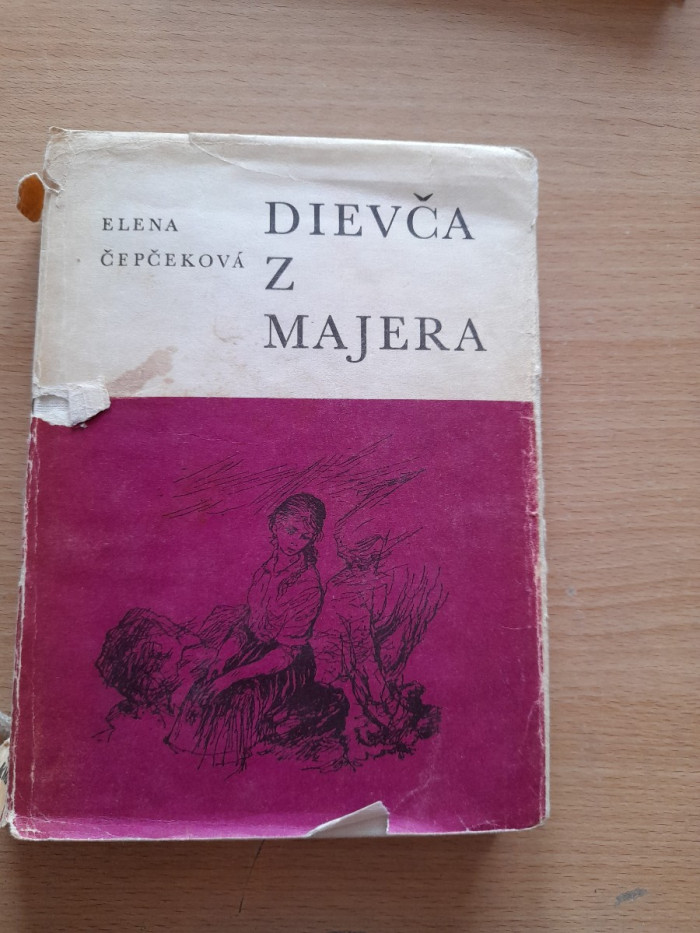 ELENA
ČEPČEKOVÁ
DIEVČA
Z
MAJERA